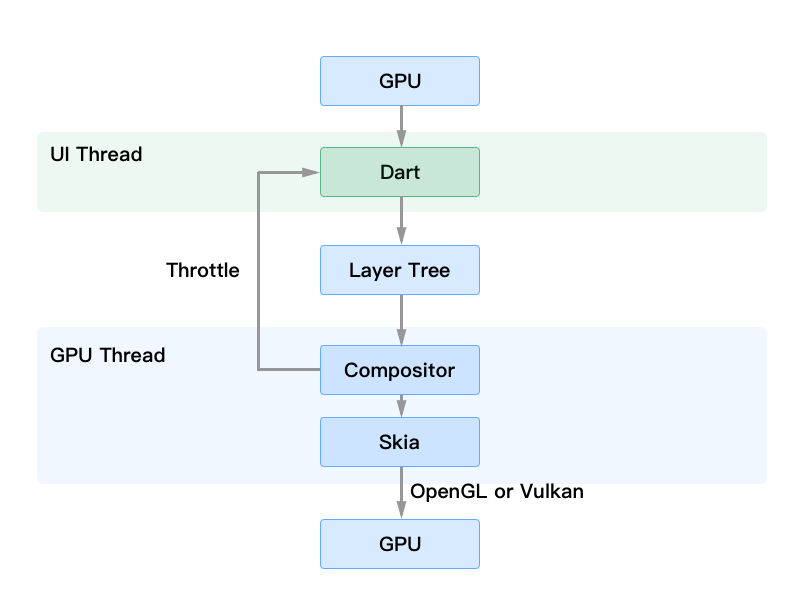 GPU
UI Thread
Dart
Throttle
Layer Tree
GPU Thread
Compositor
Skia
OpenGL or Vulkan
GPU